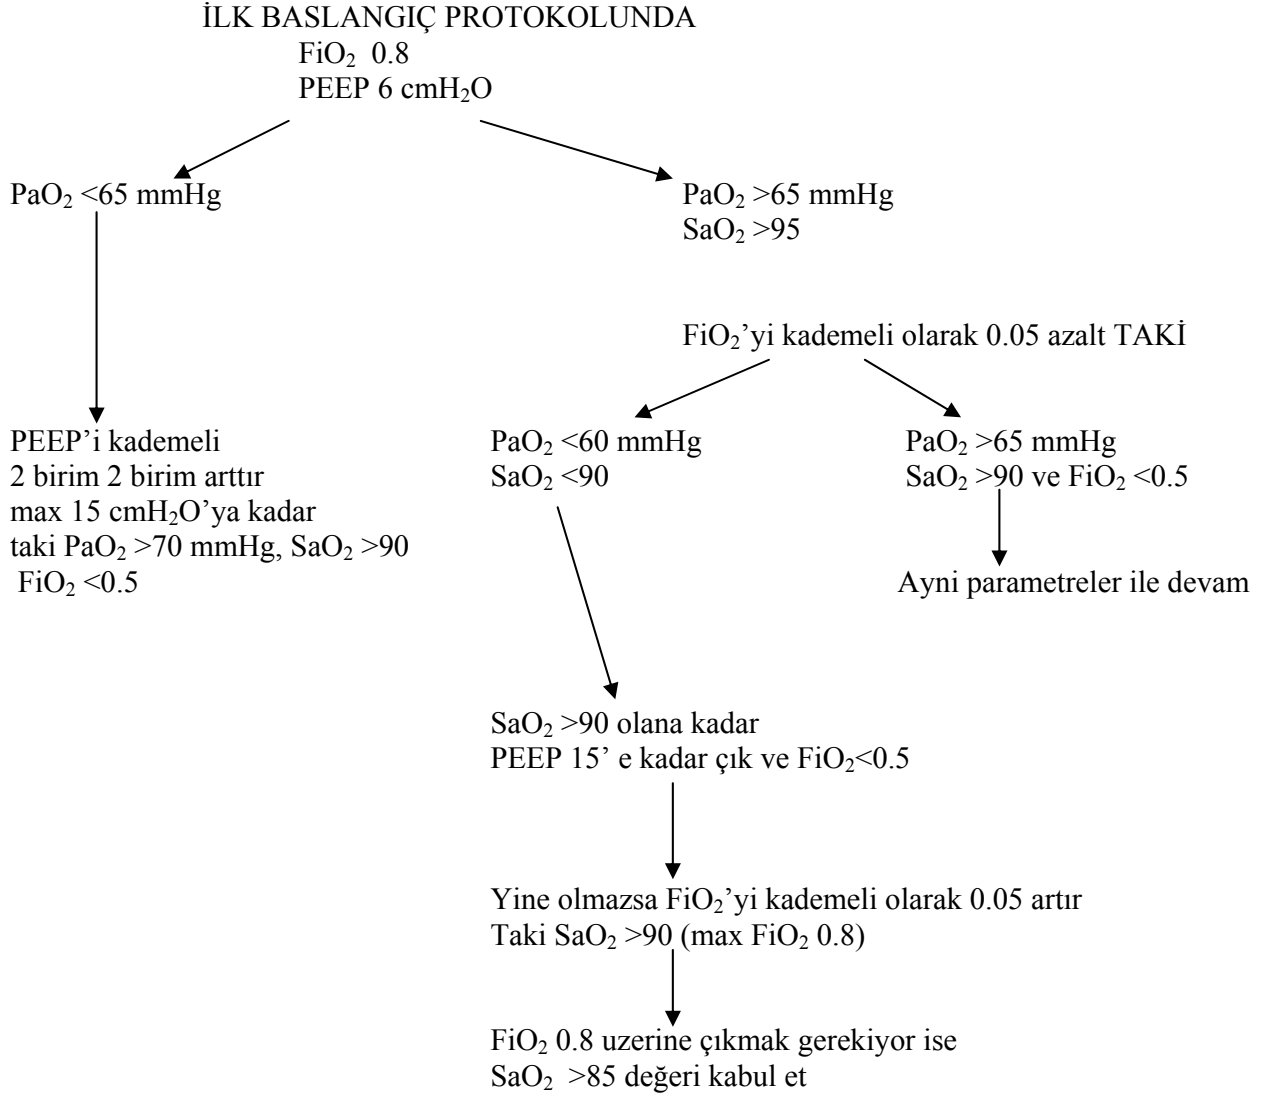 İLK BASLANGIÇ PROTOKOLUNDA
FiO₂ 0.8
PEEP 6 cmH₂O
PaO₂ <65 mmHg
PaO₂ >65 mmHg
SaO₂ >95
FiO₂’yi kademeli olarak 0.05 azalt TAKİ
PEEP’i kademeli
2 birim 2 birim arttır
max 15 cmH₂O’ya kadar
taki PaO₂ >70 mmHg, SaO₂ >90
FiO₂ <0.5
PaO₂ <60 mmHg
SaO₂ <90
PaO₂ >65 mmHg
SaO₂ >90 ve FiO₂ <0.5
Ayni parametreler ile devam
SaO₂ >90 olana kadar
PEEP 15’ e kadar çık ve FiO₂<0.5
Yine olmazsa FiO₂’yi kademeli olarak 0.05 artır
Taki SaO₂ >90 (max FiO₂ 0.8)
FiO₂ 0.8 uzerine çıkmak gerekiyor ise
SaO₂ >85 değeri kabul et